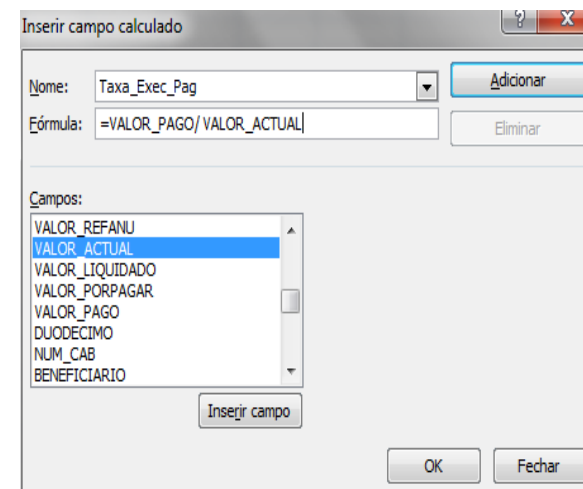 Inserir campo calculado
? X
Nome: Taxa_Exec_Pag Adicionar
Fórmula: =VALOR_PAGO/ VALOR_ACTUAL Eliminar
Campos:
VALOR_REFANU
VALOR_ACTUAL
VALOR_LIQUIDADO
VALOR_PORPAGAR
VALOR_PAGO
DUODECIMO
NUM_CAB
BENEFICIARIO
Inserir campo
OK Fechar